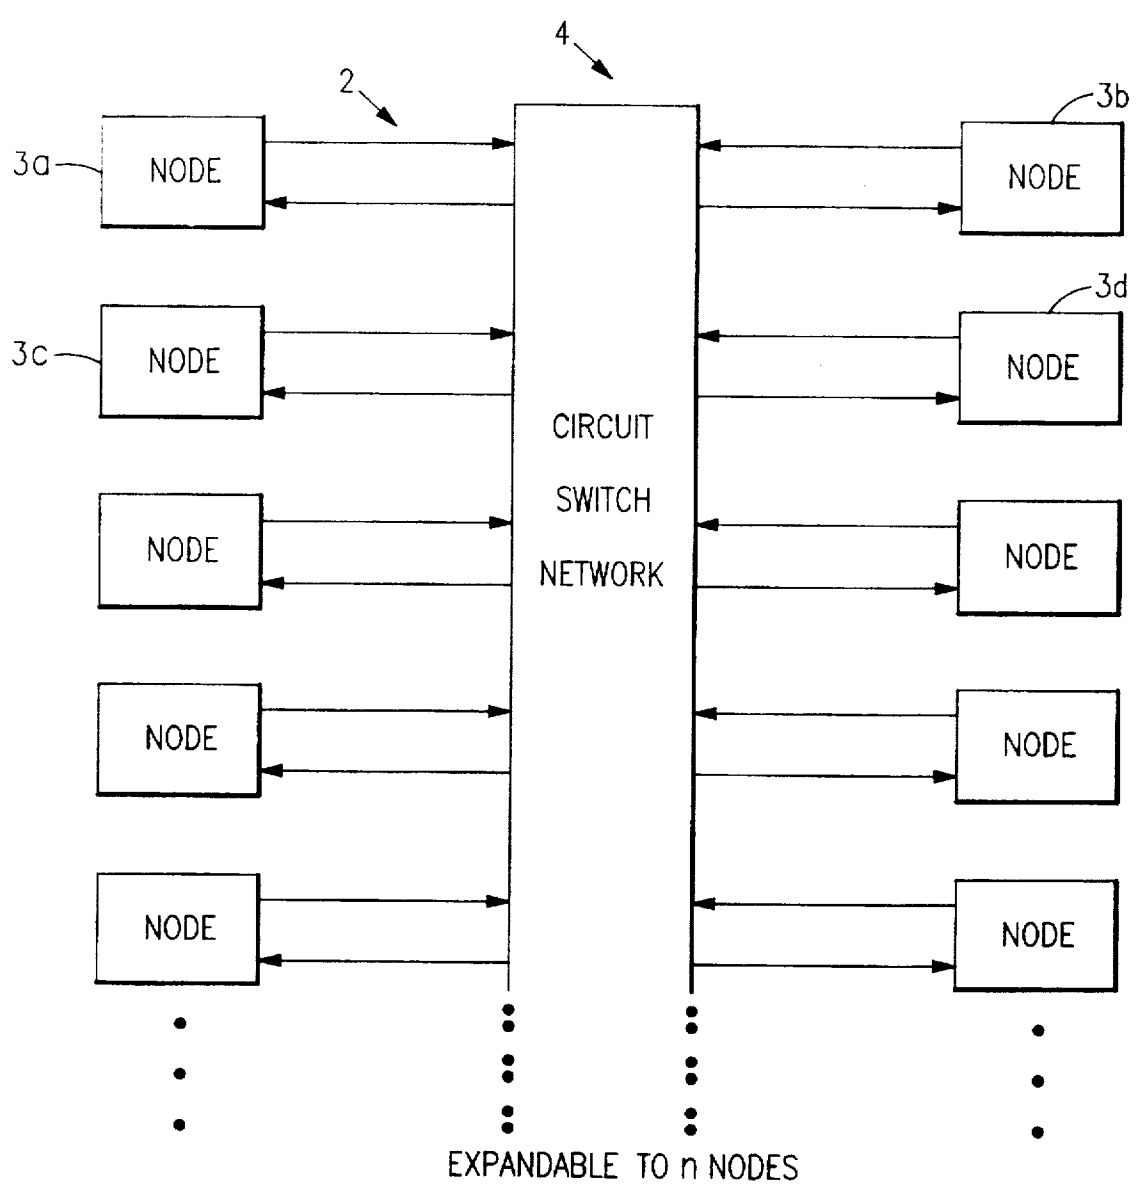 4
2
3b
3a
NODE
NODE
3d
3c
NODE
NODE
CIRCUIT
SWITCH
NETWORK
NODE
NODE
NODE
NODE
NODE
NODE
EXPANDABLE TO n NODES